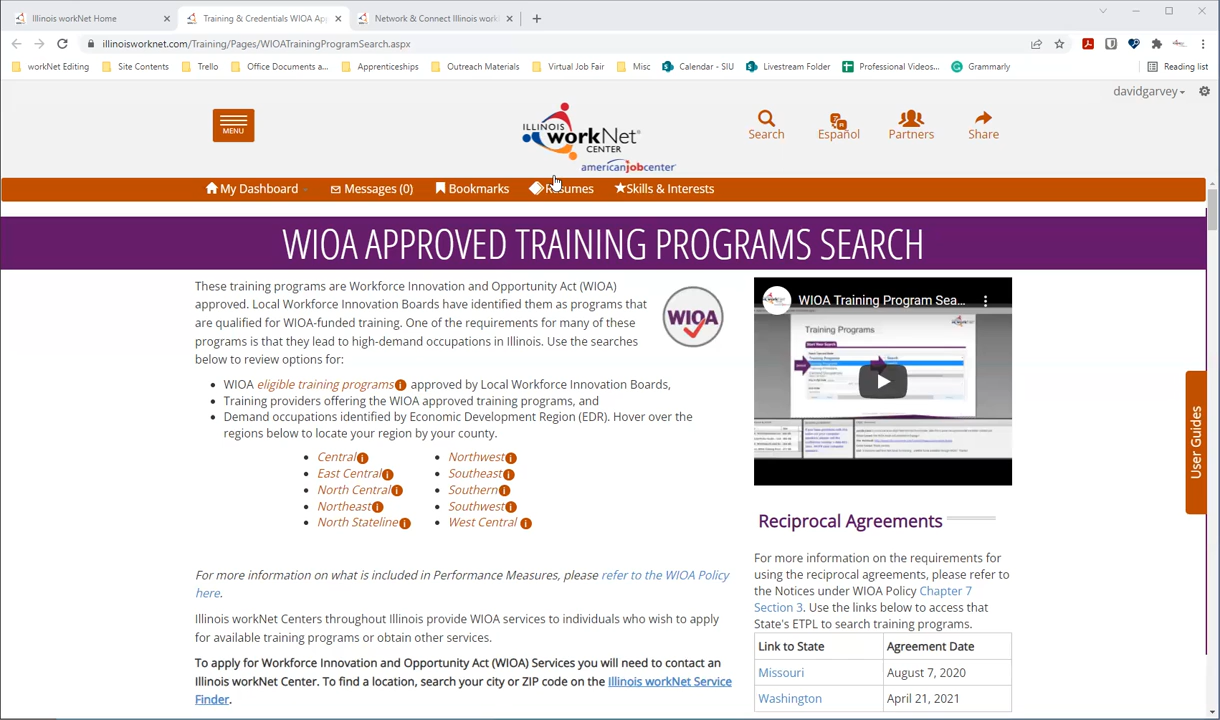 Illinois workNet Home
Training & Credentials WIOA Ap
Network & Connect Illinois work
illinoisworknet.com/Training/Pages/WIOATrainingProgramSearch.aspx
workNet Editing
Site Contents
Trello
Office Documents a...
Apprenticeships
Outreach Materials
Virtual Job Fair
Misc
Calendar - SIU
Livestream Folder
Professional Videos...
Grammarly
Reading list
davidgarvey
MENU
ILLINOIS
workNet
CENTER
americanjobcenter
Search
Español
Partners
Share
My Dashboard
Messages (0)
Bookmarks
Resumes
Skills & Interests
WIOA APPROVED TRAINING PROGRAMS SEARCH
These training programs are Workforce Innovation and Opportunity Act (WIOA)
approved. Local Workforce Innovation Boards have identified them as programs that
are qualified for WIOA-funded training. One of the requirements for many of these
programs is that they lead to high-demand occupations in Illinois. Use the searches
below to review options for:
WIOA
• WIOA eligible training programs approved by Local Workforce Innovation Boards,
• Training providers offering the WIOA approved training programs, and
• Demand occupations identified by Economic Development Region (EDR). Hover over the
regions below to locate your region by your county.
• Central
• East Central
• North Central
• Northeast
• North Stateline
• Northwest
• Southeast
• Southern
• Southwest
• West Central
For more information on what is included in Performance Measures, please refer to the WIOA Policy
here.
Illinois workNet Centers throughout Illinois provide WIOA services to individuals who wish to apply
for available training programs or obtain other services.
To apply for Workforce Innovation and Opportunity Act (WIOA) Services you will need to contact an
Illinois workNet Center. To find a location, search your city or ZIP code on the Illinois workNet Service
Finder.
WIOA Training Program Sea...
Training Programs
Reciprocal Agreements
For more information on the requirements for
using the reciprocal agreements, please refer to
the Notices under WIOA Policy Chapter 7
Section 3. Use the links below to access that
State's ETPL to search training programs.
Link to State
Agreement Date
Missouri
August 7, 2020
Washington
April 21, 2021
User Guides